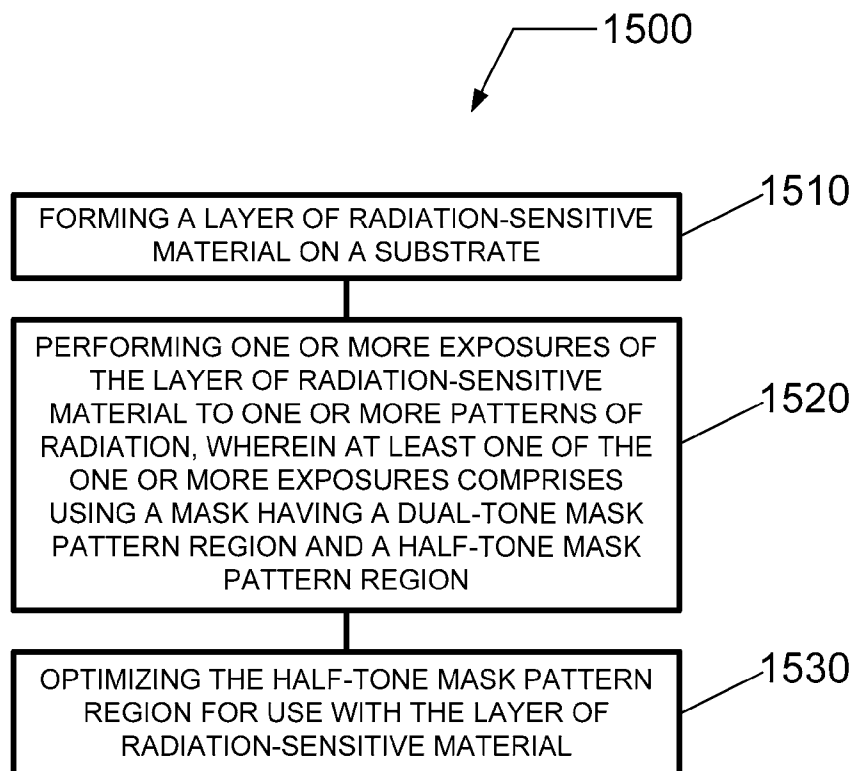 1500
1510
FORMING A LAYER OF RADIATION-SENSITIVE
MATERIAL ON A SUBSTRATE
1520
PERFORMING ONE OR MORE EXPOSURES OF
THE LAYER OF RADIATION-SENSITIVE
MATERIAL TO ONE OR MORE PATTERNS OF
RADIATION, WHEREIN AT LEAST ONE OF THE
ONE OR MORE EXPOSURES COMPRISES
USING A MASK HAVING A DUAL-TONE MASK
PATTERN REGION AND A HALF-TONE MASK
PATTERN REGION
1530
OPTIMIZING THE HALF-TONE MASK PATTERN
REGION FOR USE WITH THE LAYER OF
RADIATION-SENSITIVE MATERIAL